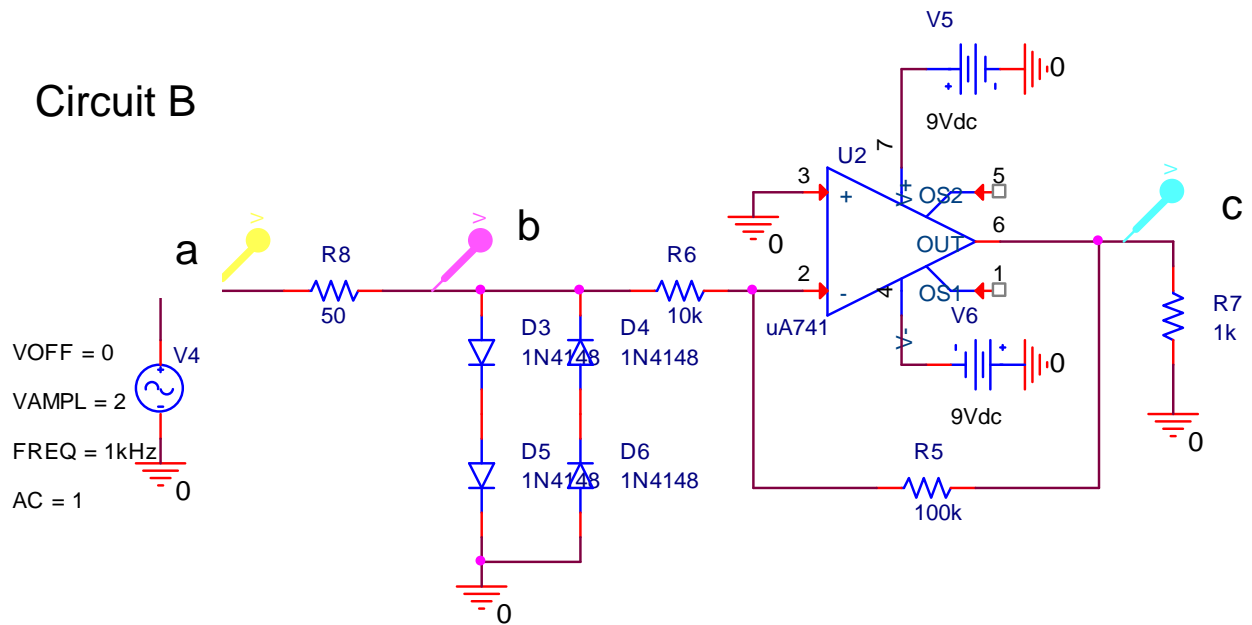 Circuit B
V5
0
9Vdc
7
U2
3
+
V+
OS2
5
V
V
V
a
b
c
0
6
OUT
R8
50
R6
10k
2
-
4
OS1
1
uA741
V-
V6
0
9Vdc
R7
1k
0
D3
1N4148
D4
1N4148
D5
1N4148
D6
1N4148
VOFF = 0
V4
VAMPL = 2
FREQ = 1kHz
AC = 1
0
R5
100k
0